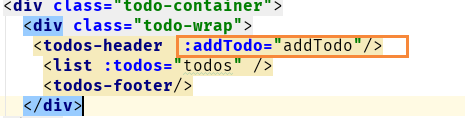 <div class="todo-container">
<div class="todo-wrap">
<todos-header :addTodo="addTodo"/>
<list :todos="todos" />
<todos-footer/>
</div>